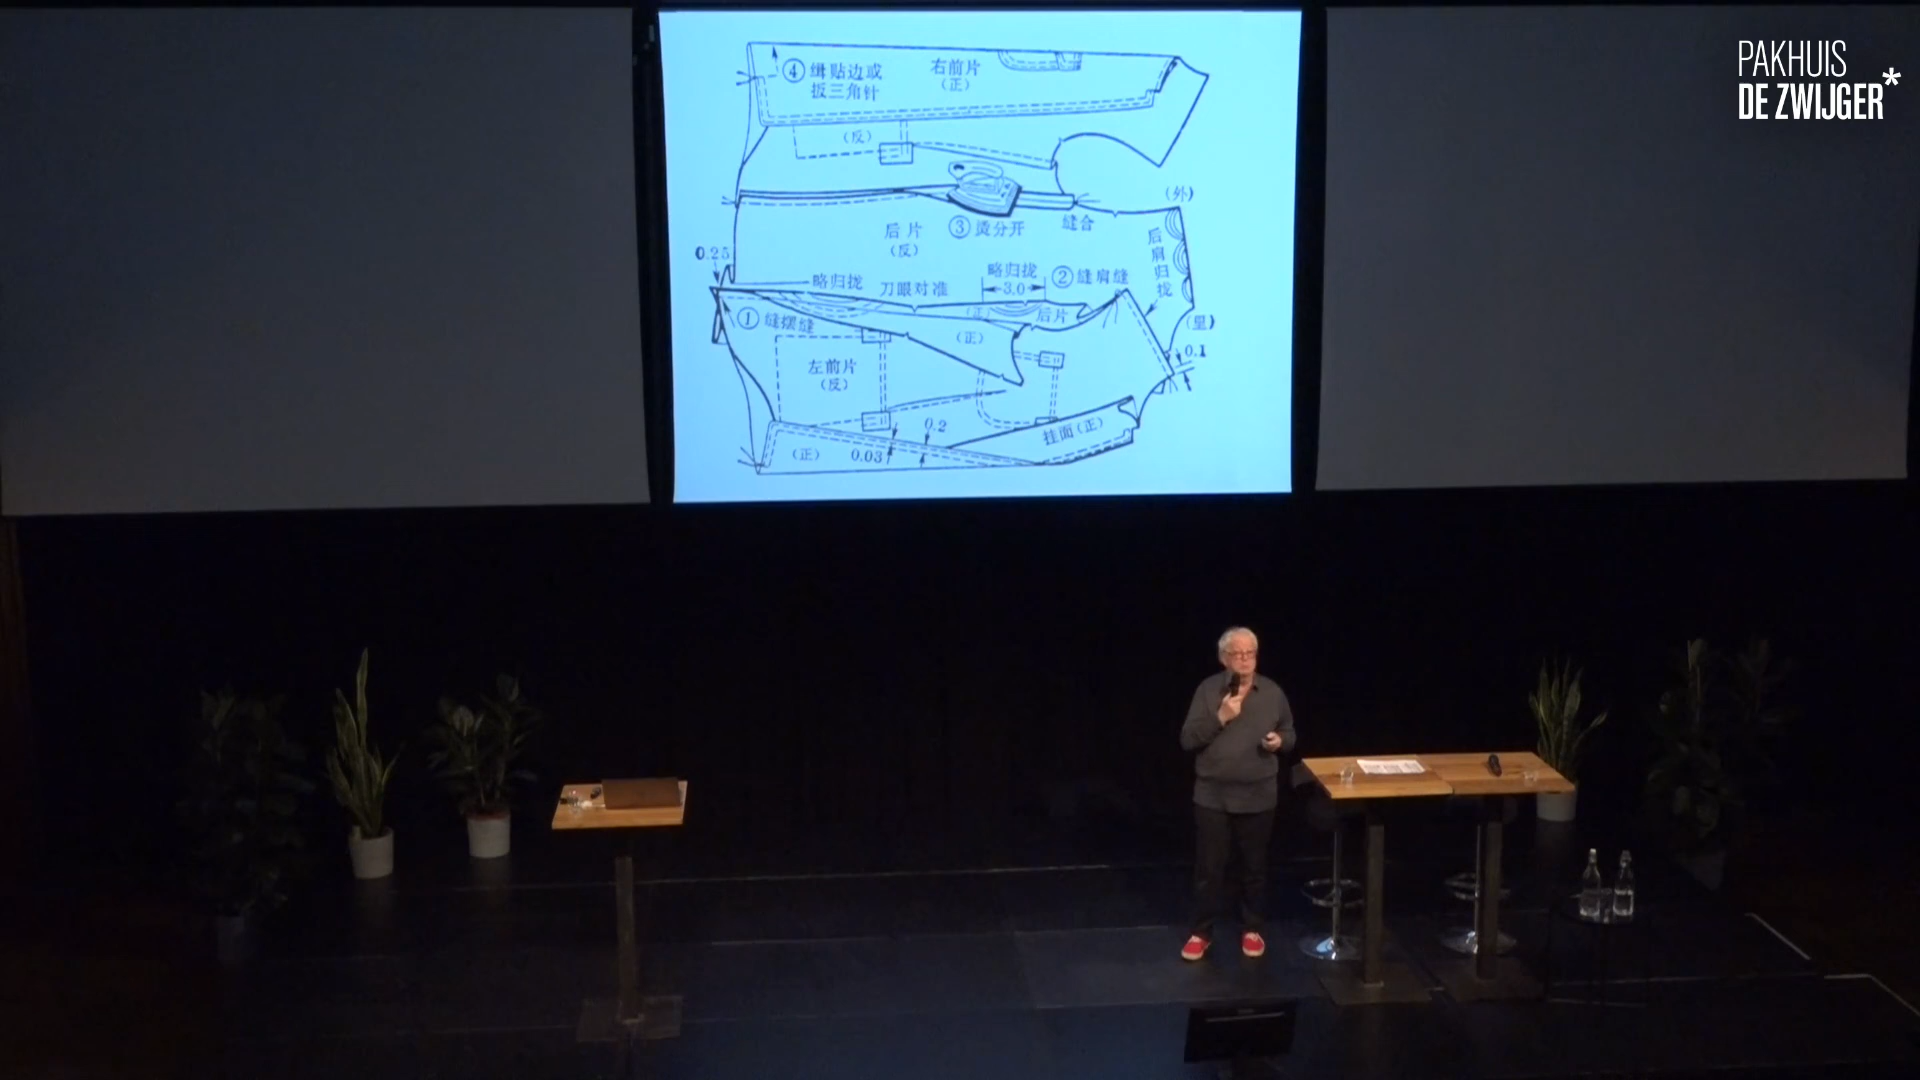 PAKHUIS
DE ZWIJGER*
④ 缉贴边或
扳三角针
右前片
(正)
(反)
(外)
后片
(反)
③ 烫分开
缝合
后肩归拢
0.25
略归拢
刀眼对准
略归拢
3.0
② 缝肩缝
(正)
后片
(里)
① 缝摆缝
(正)
0.1
左前片
(反)
0.2
挂面(正)
(正)
0.03